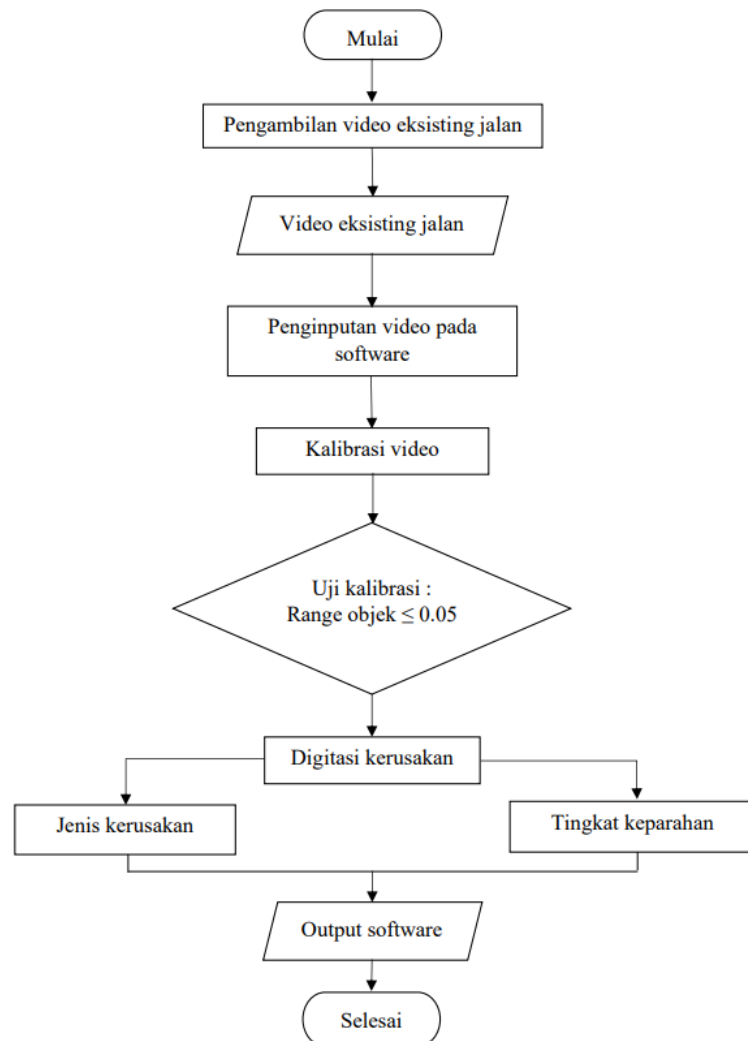 Mulai
Pengambilan video eksisting jalan
Video eksisting jalan
Penginputan video pada
software
Kalibrasi video
Uji kalibrasi :
Range objek ≤ 0.05
Digitasi kerusakan
Jenis kerusakan
Tingkat keparahan
Output software
Selesai